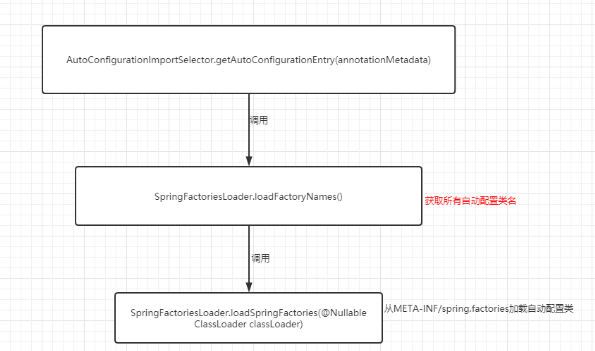 AutoConfigurationImportSelector.getAutoConfigurationEntry(annotationMetadata)
调用
SpringFactoriesLoader.loadFactoryNames()
获取所有自动配置类名
调用
SpringFactoriesLoader.loadSpringFactories(@Nullable
ClassLoader classLoader)
从META-INF/spring.factories加载自动配置类